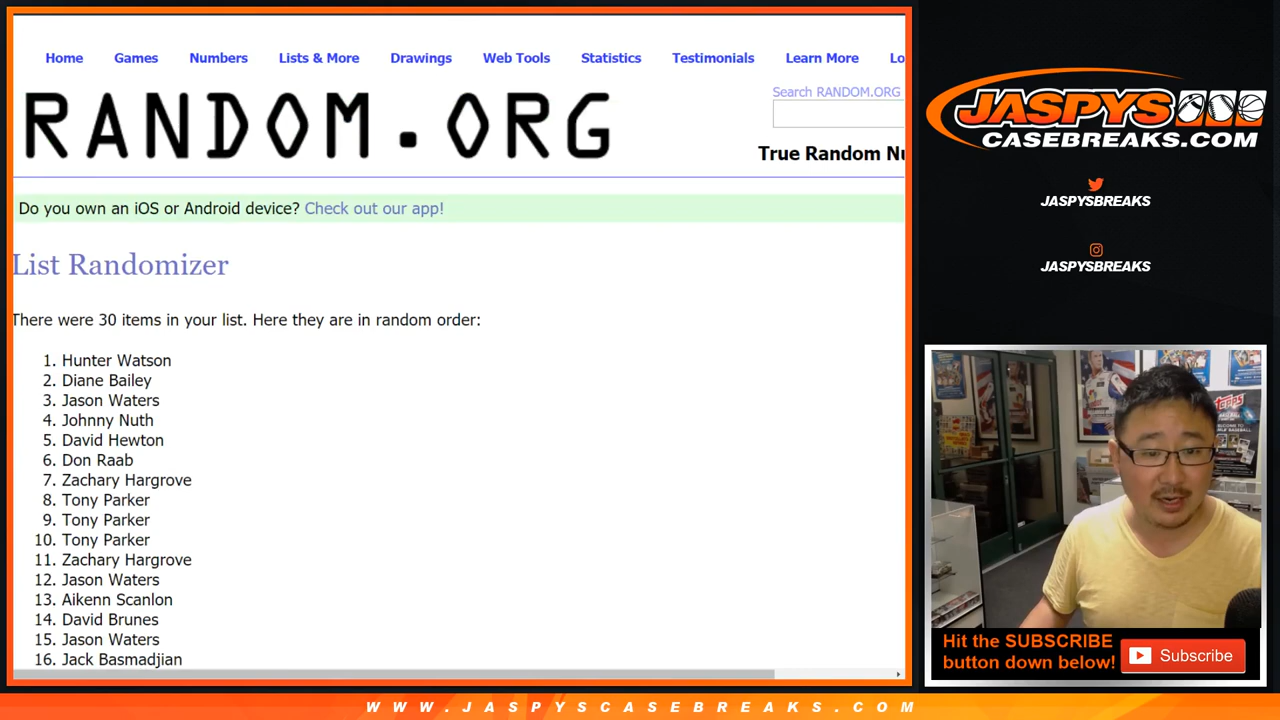 Home Games Numbers Lists & More Drawings Web Tools Statistics Testimonials Learn More Lo
Search RANDOM.ORG
RANDOM.ORG
True Random Nu
Do you own an iOS or Android device? Check out our app!
List Randomizer
There were 30 items in your list. Here they are in random order:
1. Hunter Watson
2. Diane Bailey
3. Jason Waters
4. Johnny Nuth
5. David Hewton
6. Don Raab
7. Zachary Hargrove
8. Tony Parker
9. Tony Parker
10. Tony Parker
11. Zachary Hargrove
12. Jason Waters
13. Aikenn Scanlon
14. David Brunes
15. Jason Waters
16. Jack Basmadjian
JASPYS
CASEBREAKS.COM
JASPYSBREAKS
JASPYSBREAKS
TOPPS
Hit the SUBSCRIBE
button down below!
Subscribe
WWW.JASPYSCASEBREAKS.COM